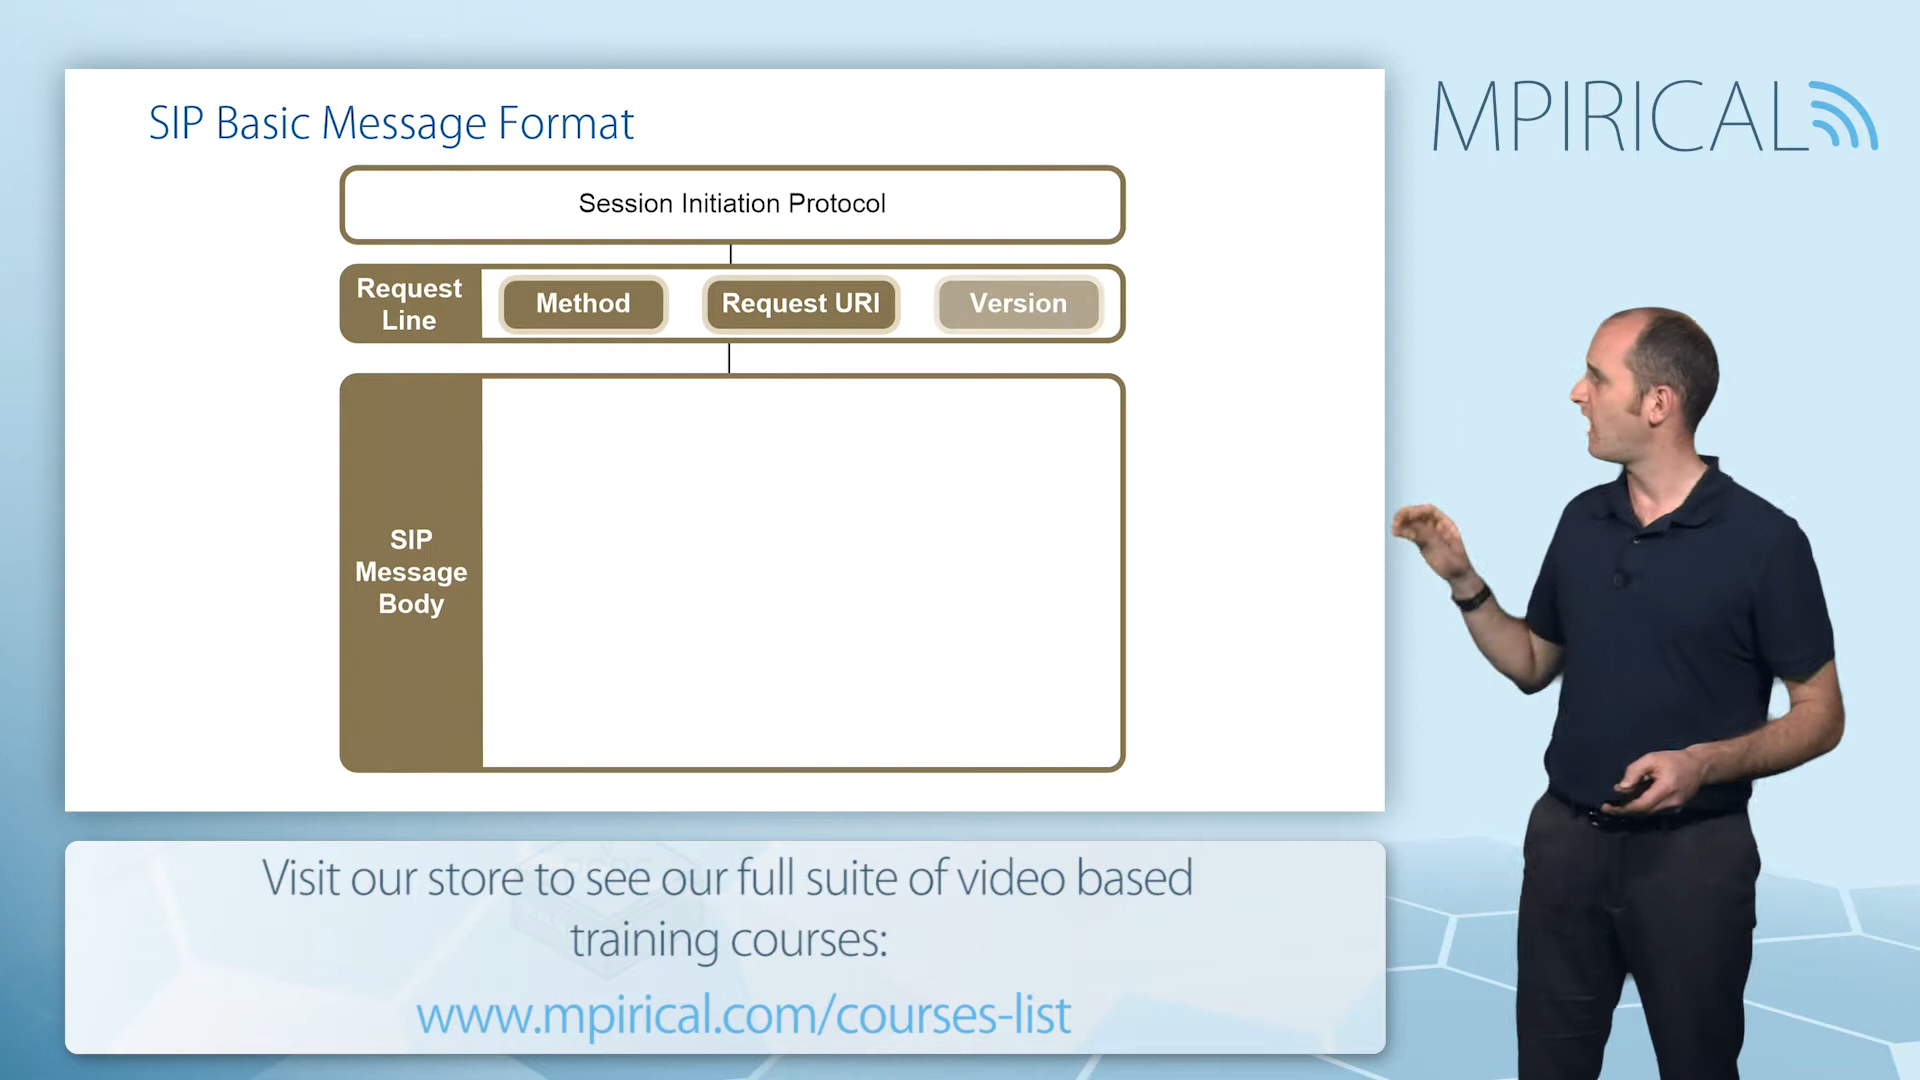 SIP Basic Message Format
MPIRICAL
Session Initiation Protocol
Request
Line
Method
Request URI
Version
SIP
Message
Body
Visit our store to see our full suite of video based
training courses:
www.mpirical.com/courses-list